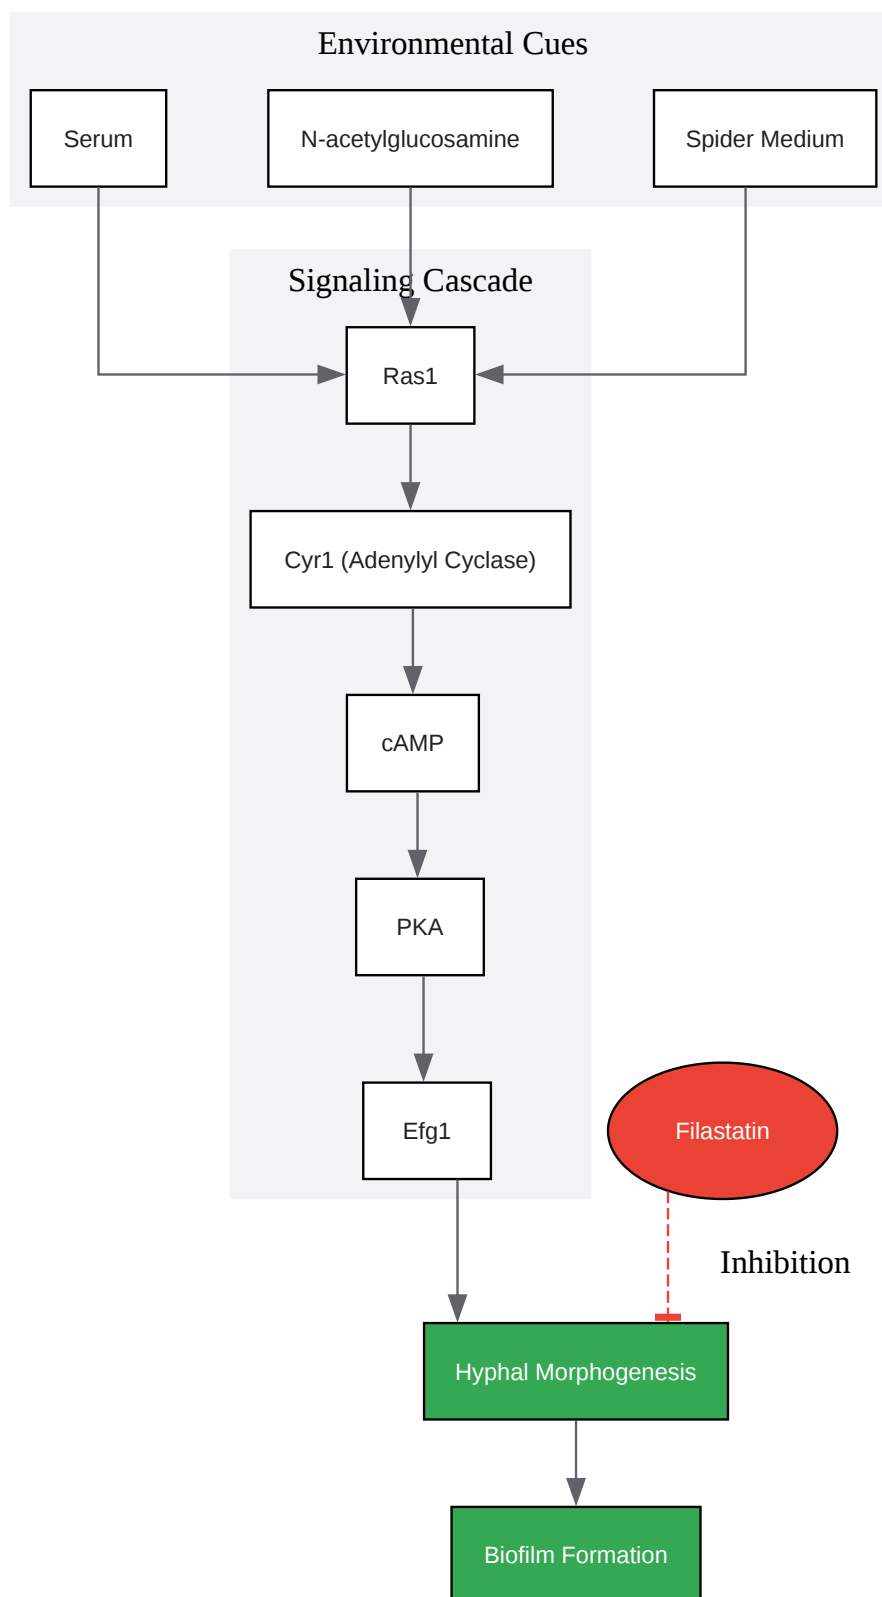 Environmental Cues
Serum
N-acetylglucosamine
Spider Medium
Signaling Cascade
Ras1
Cyr1 (Adenylyl Cyclase)
cAMP
PKA
Efg1
Filastatin
Inhibition
Hyphal Morphogenesis
Biofilm Formation